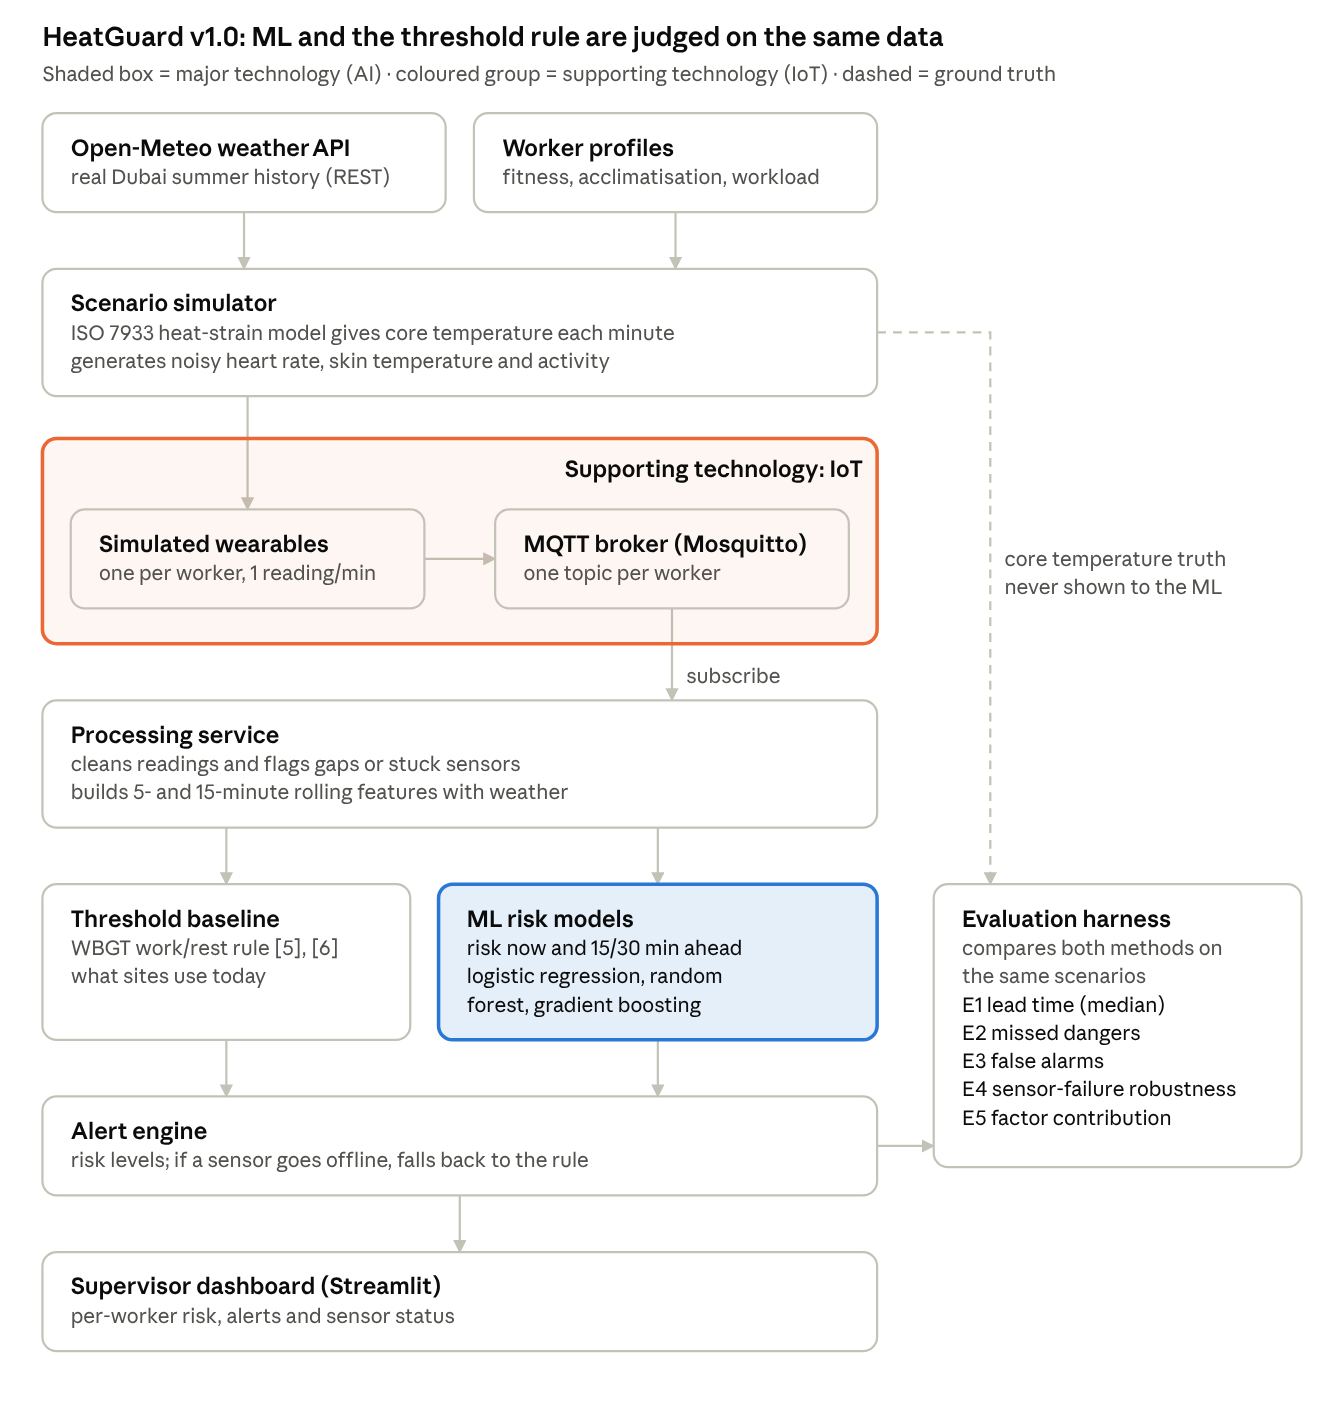 HeatGuard v1.0: ML and the threshold rule are judged on the same data
Shaded box = major technology (AI) · coloured group = supporting technology (IoT) · dashed = ground truth
Open-Meteo weather API
real Dubai summer history (REST)
Worker profiles
fitness, acclimatisation, workload
Scenario simulator
ISO 7933 heat-strain model gives core temperature each minute
generates noisy heart rate, skin temperature and activity
Supporting technology: IoT
Simulated wearables
one per worker, 1 reading/min
MQTT broker (Mosquitto)
one topic per worker
core temperature truth
never shown to the ML
subscribe
Processing service
cleans readings and flags gaps or stuck sensors
builds 5- and 15-minute rolling features with weather
Threshold baseline
WBGT work/rest rule [5], [6]
what sites use today
ML risk models
risk now and 15/30 min ahead
logistic regression, random
forest, gradient boosting
Evaluation harness
compares both methods on
the same scenarios
E1 lead time (median)
E2 missed dangers
E3 false alarms
E4 sensor-failure robustness
E5 factor contribution
Alert engine
risk levels; if a sensor goes offline, falls back to the rule
Supervisor dashboard (Streamlit)
per-worker risk, alerts and sensor status